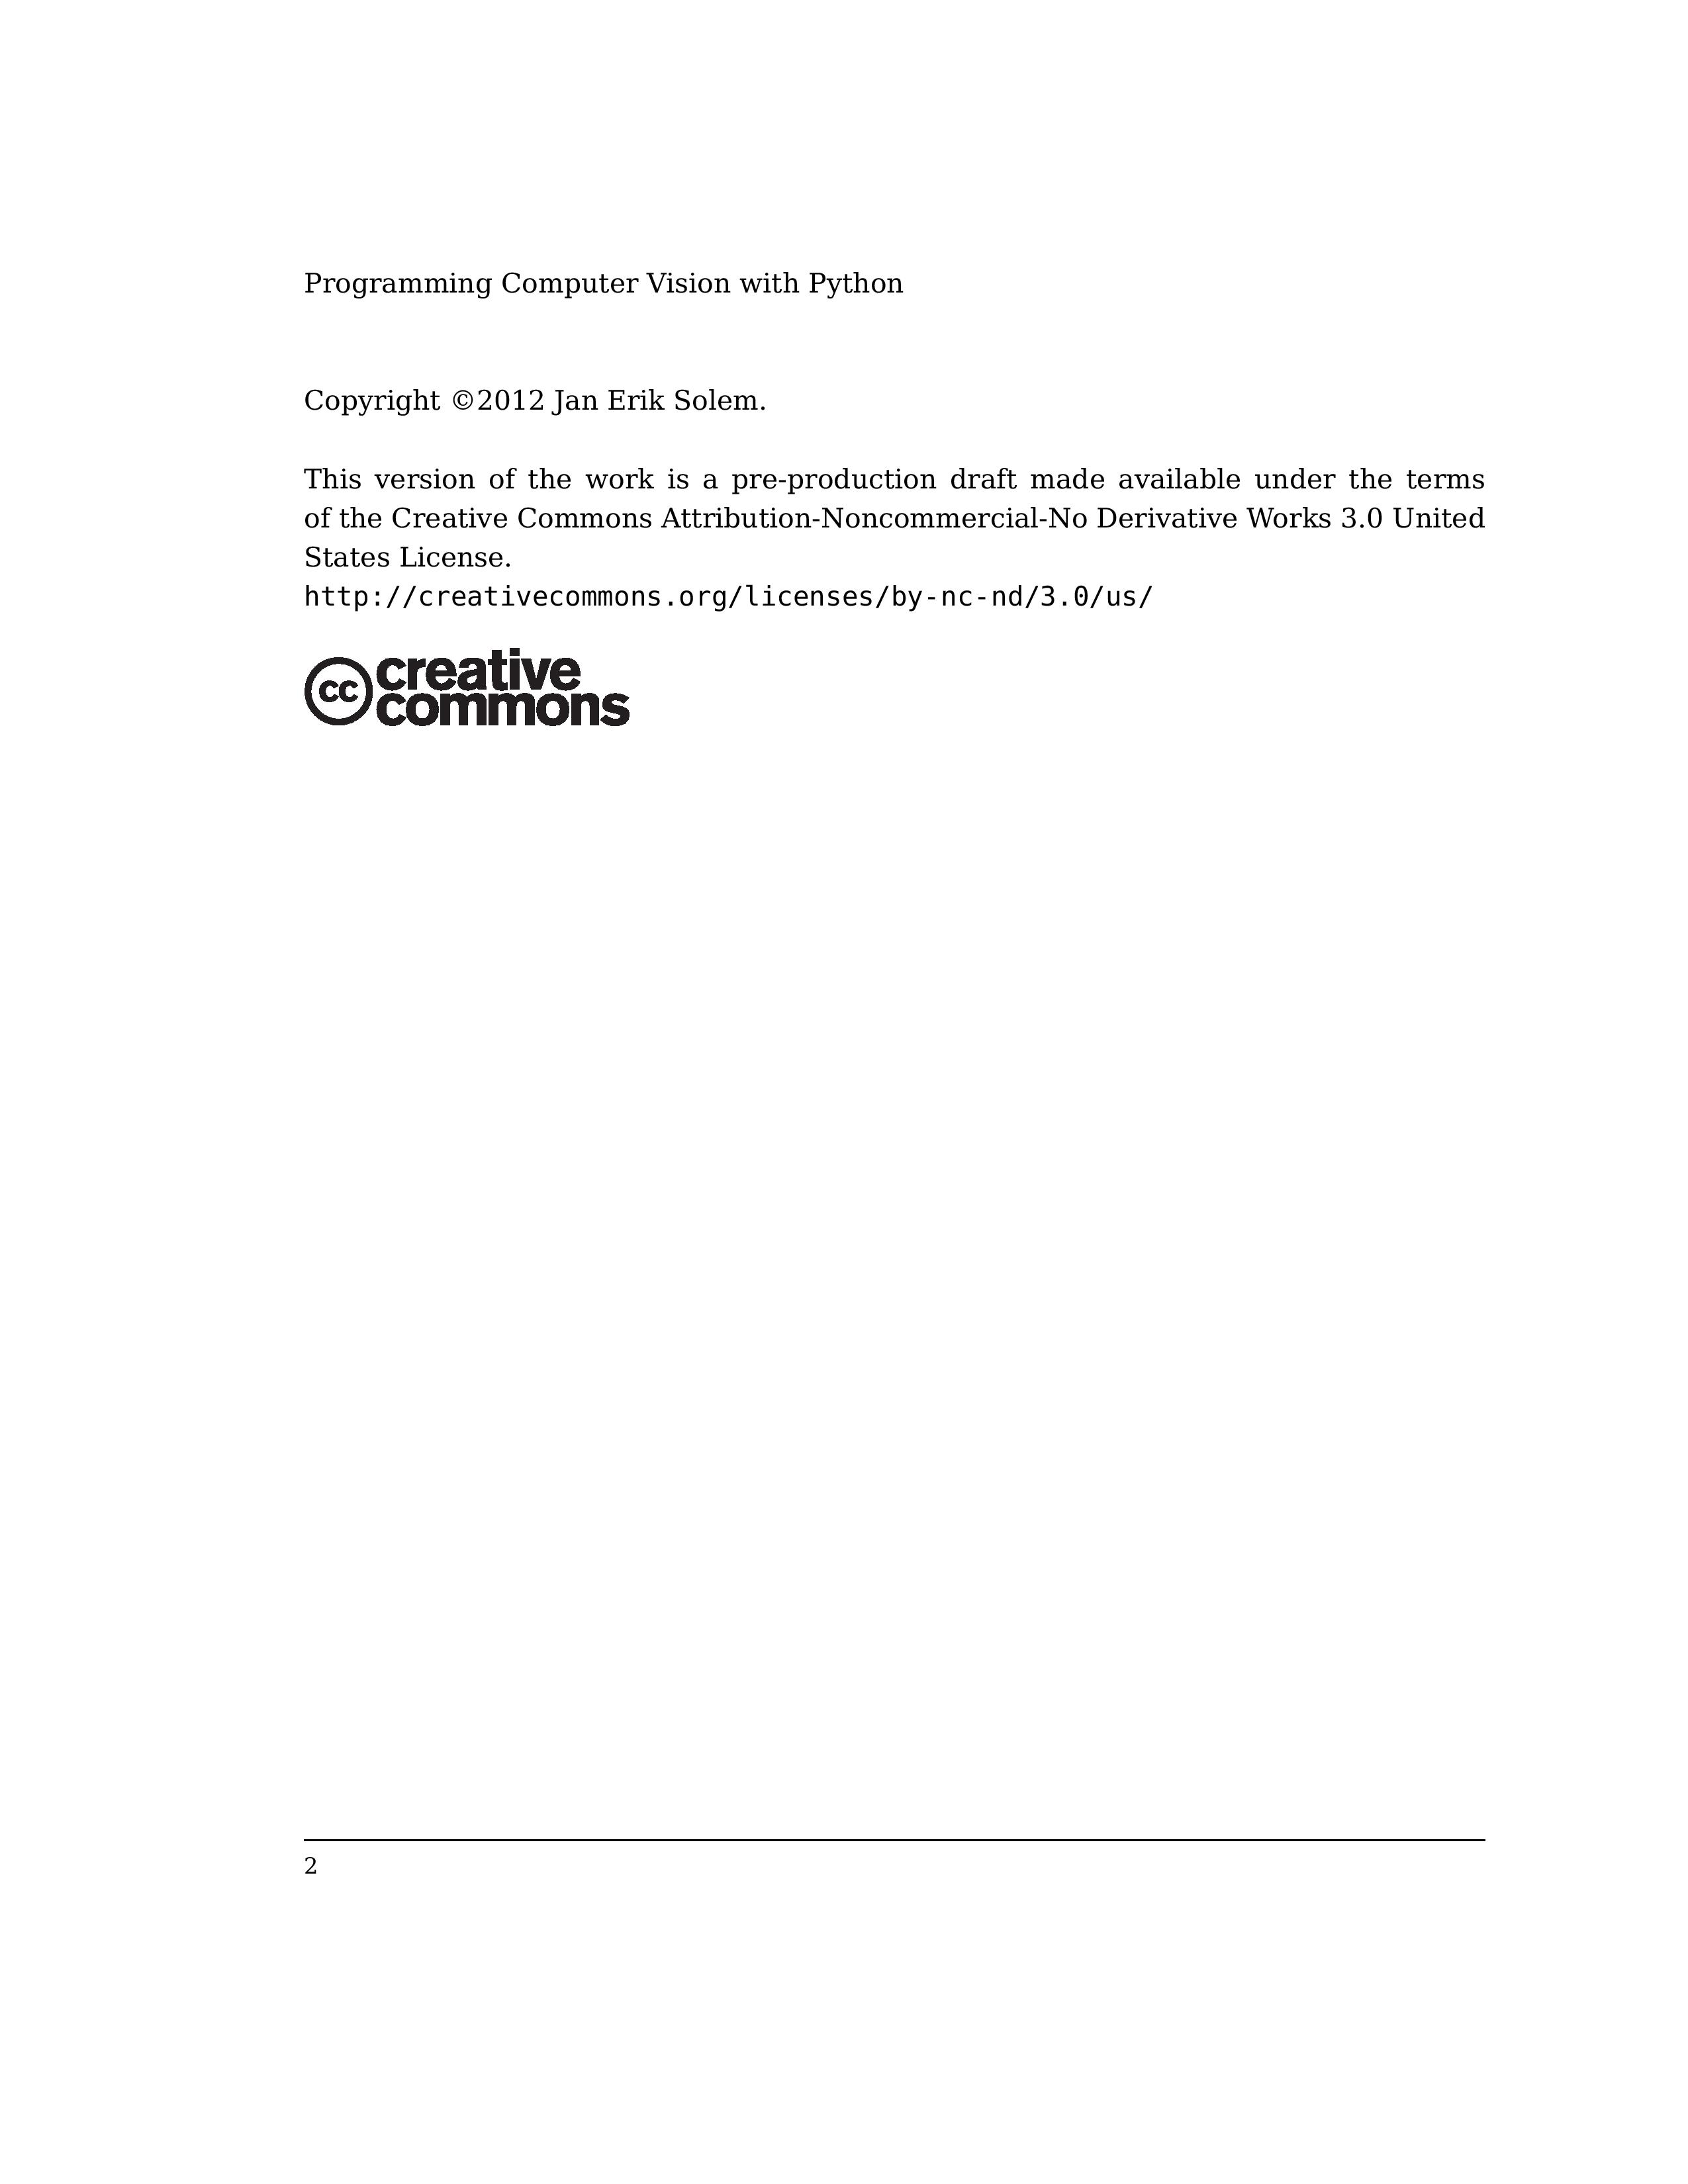 Programming Computer Vision with Python
Copyright ©2012 Jan Erik Solem.
This version of the work is a pre-production draft made available under the terms
of the Creative Commons Attribution-Noncommercial-No Derivative Works 3.0 United
States License.
http://creativecommons.org/licenses/by-nc-nd/3.0/us/
cc creative
commons
2